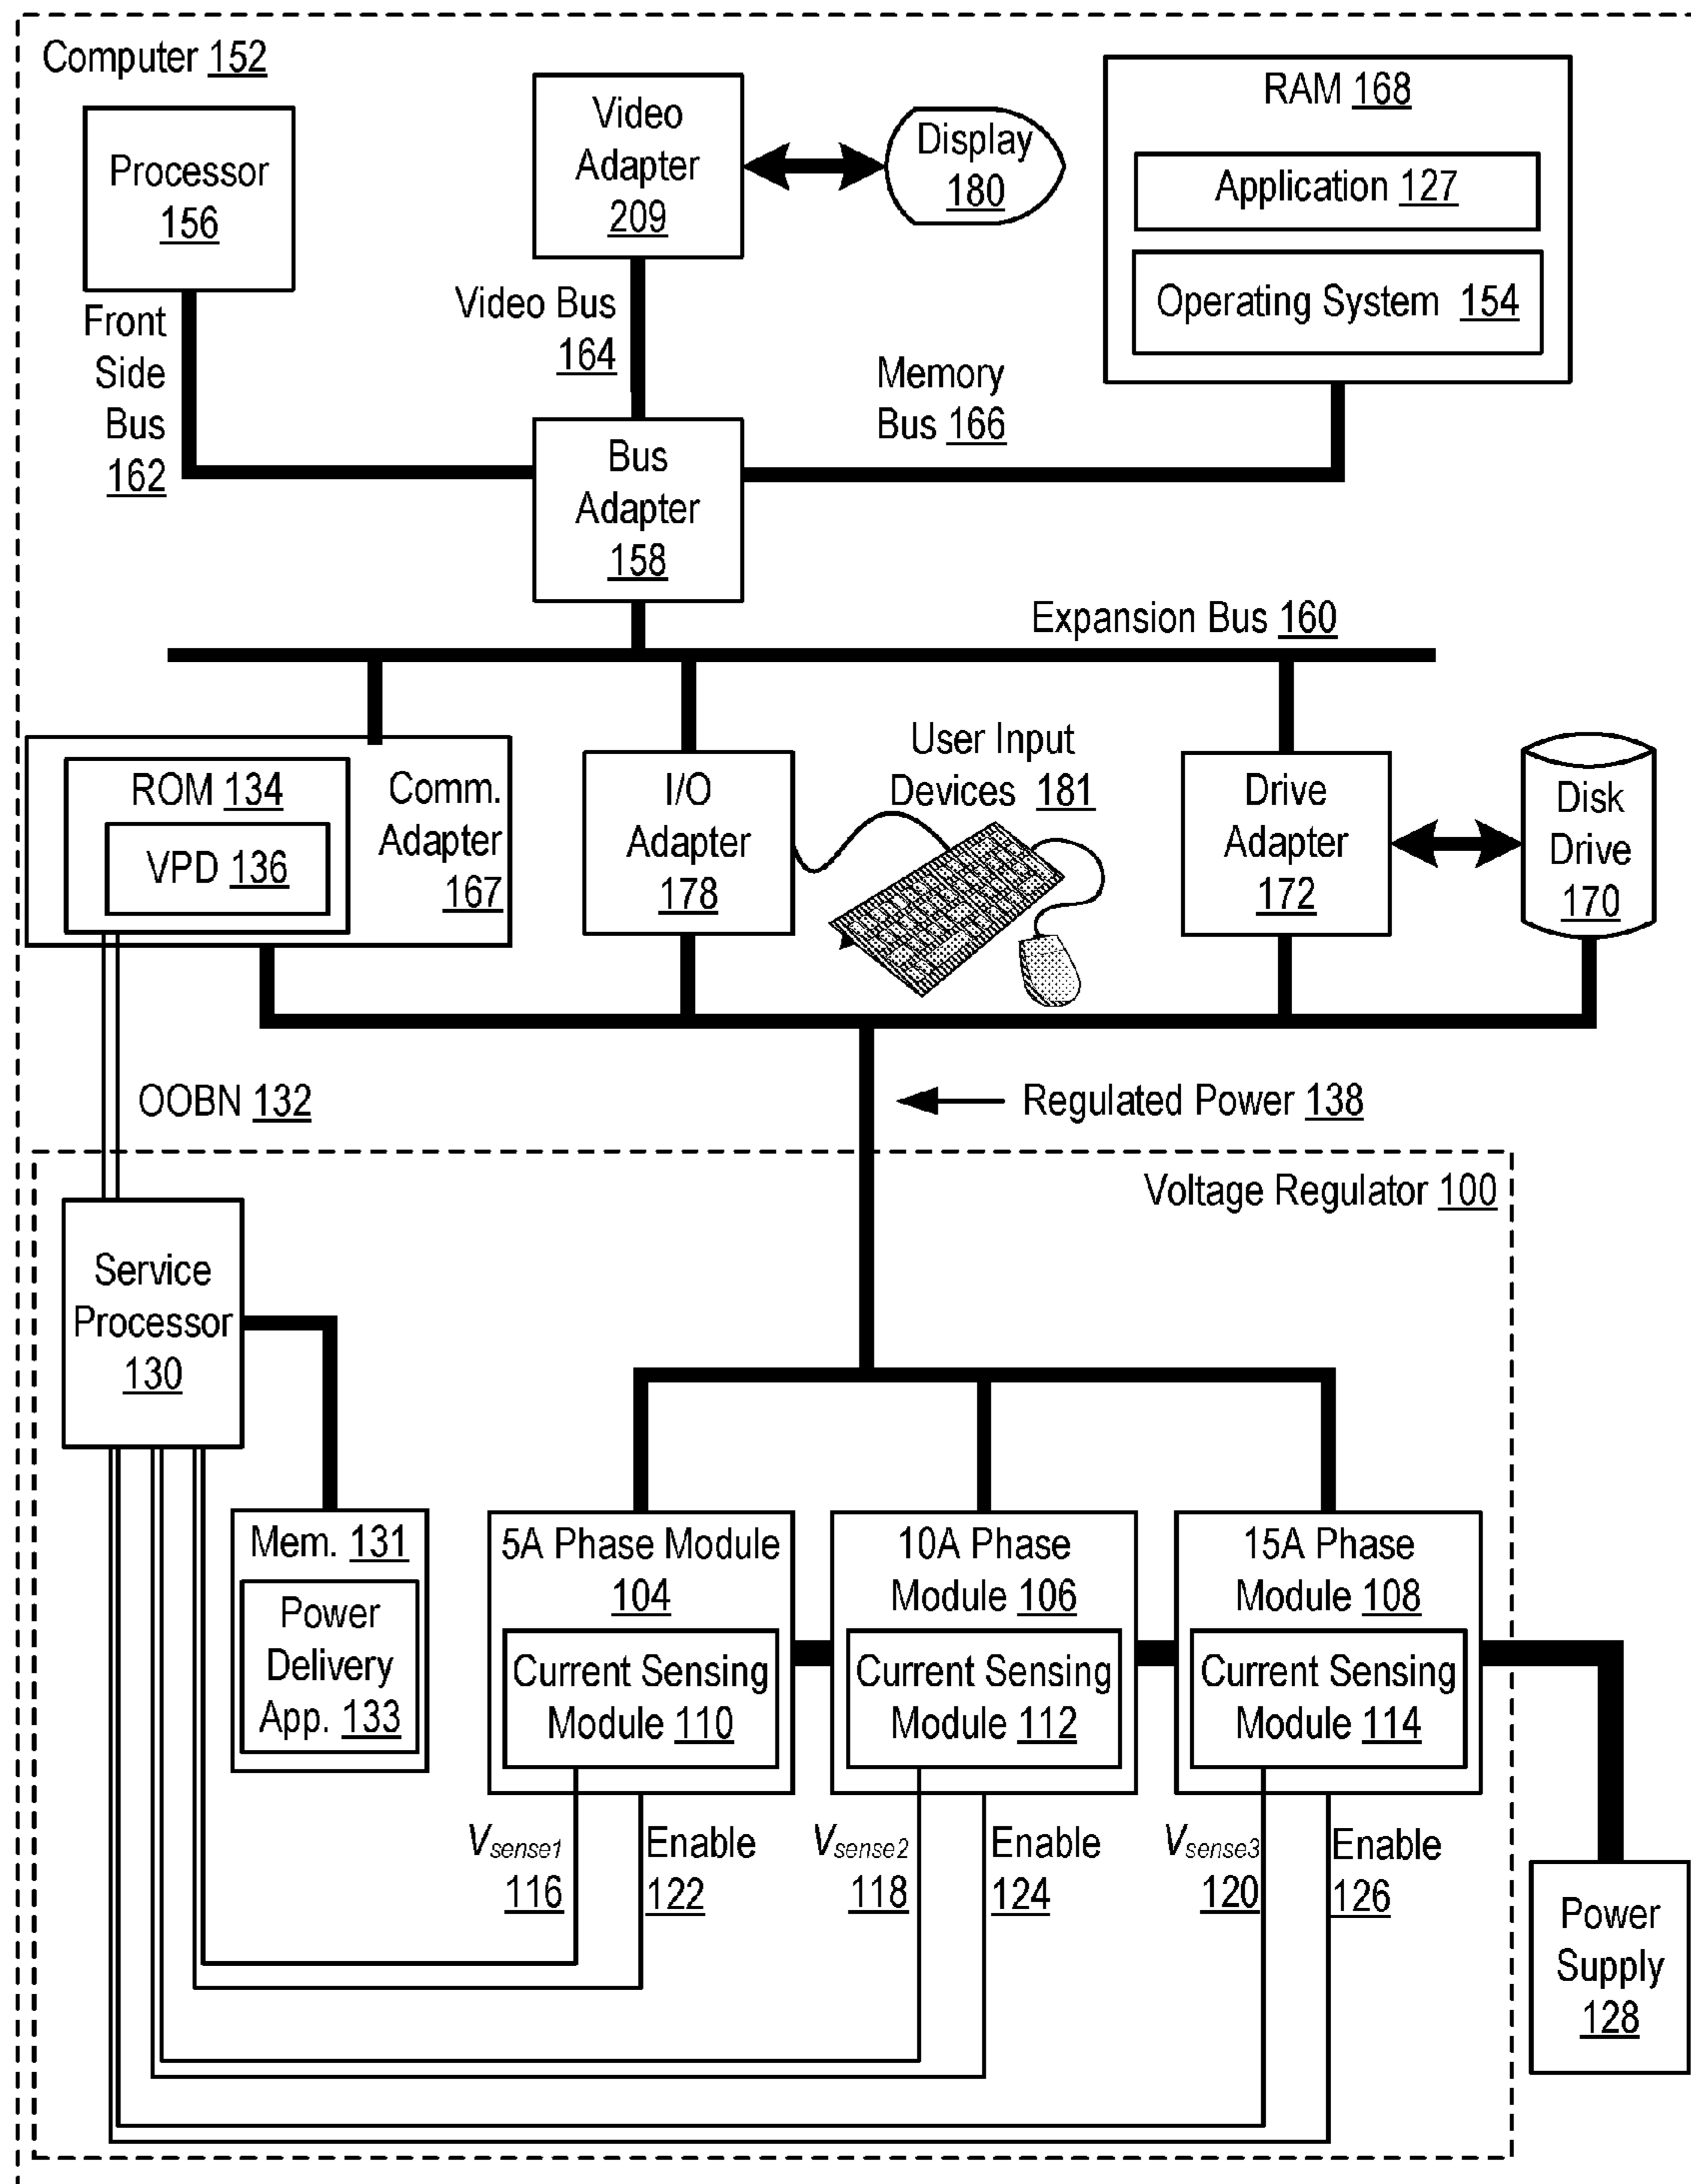 Computer 152
Processor
156
Video
Adapter
209
Display
180
RAM 168
Application 127
Operating System 154
Front
Side
Bus
162
Video Bus
164
Memory
Bus 166
Bus
Adapter
158
Expansion Bus 160
ROM 134
VPD 136
Comm.
Adapter
167
I/O
Adapter
178
User Input
Devices 181
Drive
Adapter
172
Disk
Drive
170
OOBN 132
Regulated Power 138
Voltage Regulator 100
Service
Processor
130
Mem. 131
Power
Delivery
App. 133
5A Phase Module
104
Current Sensing
Module 110
10A Phase
Module 106
Current Sensing
Module 112
15A Phase
Module 108
Current Sensing
Module 114
Vsense1
116
Enable
122
Vsense2
118
Enable
124
Vsense3
120
Enable
126
Power
Supply
128